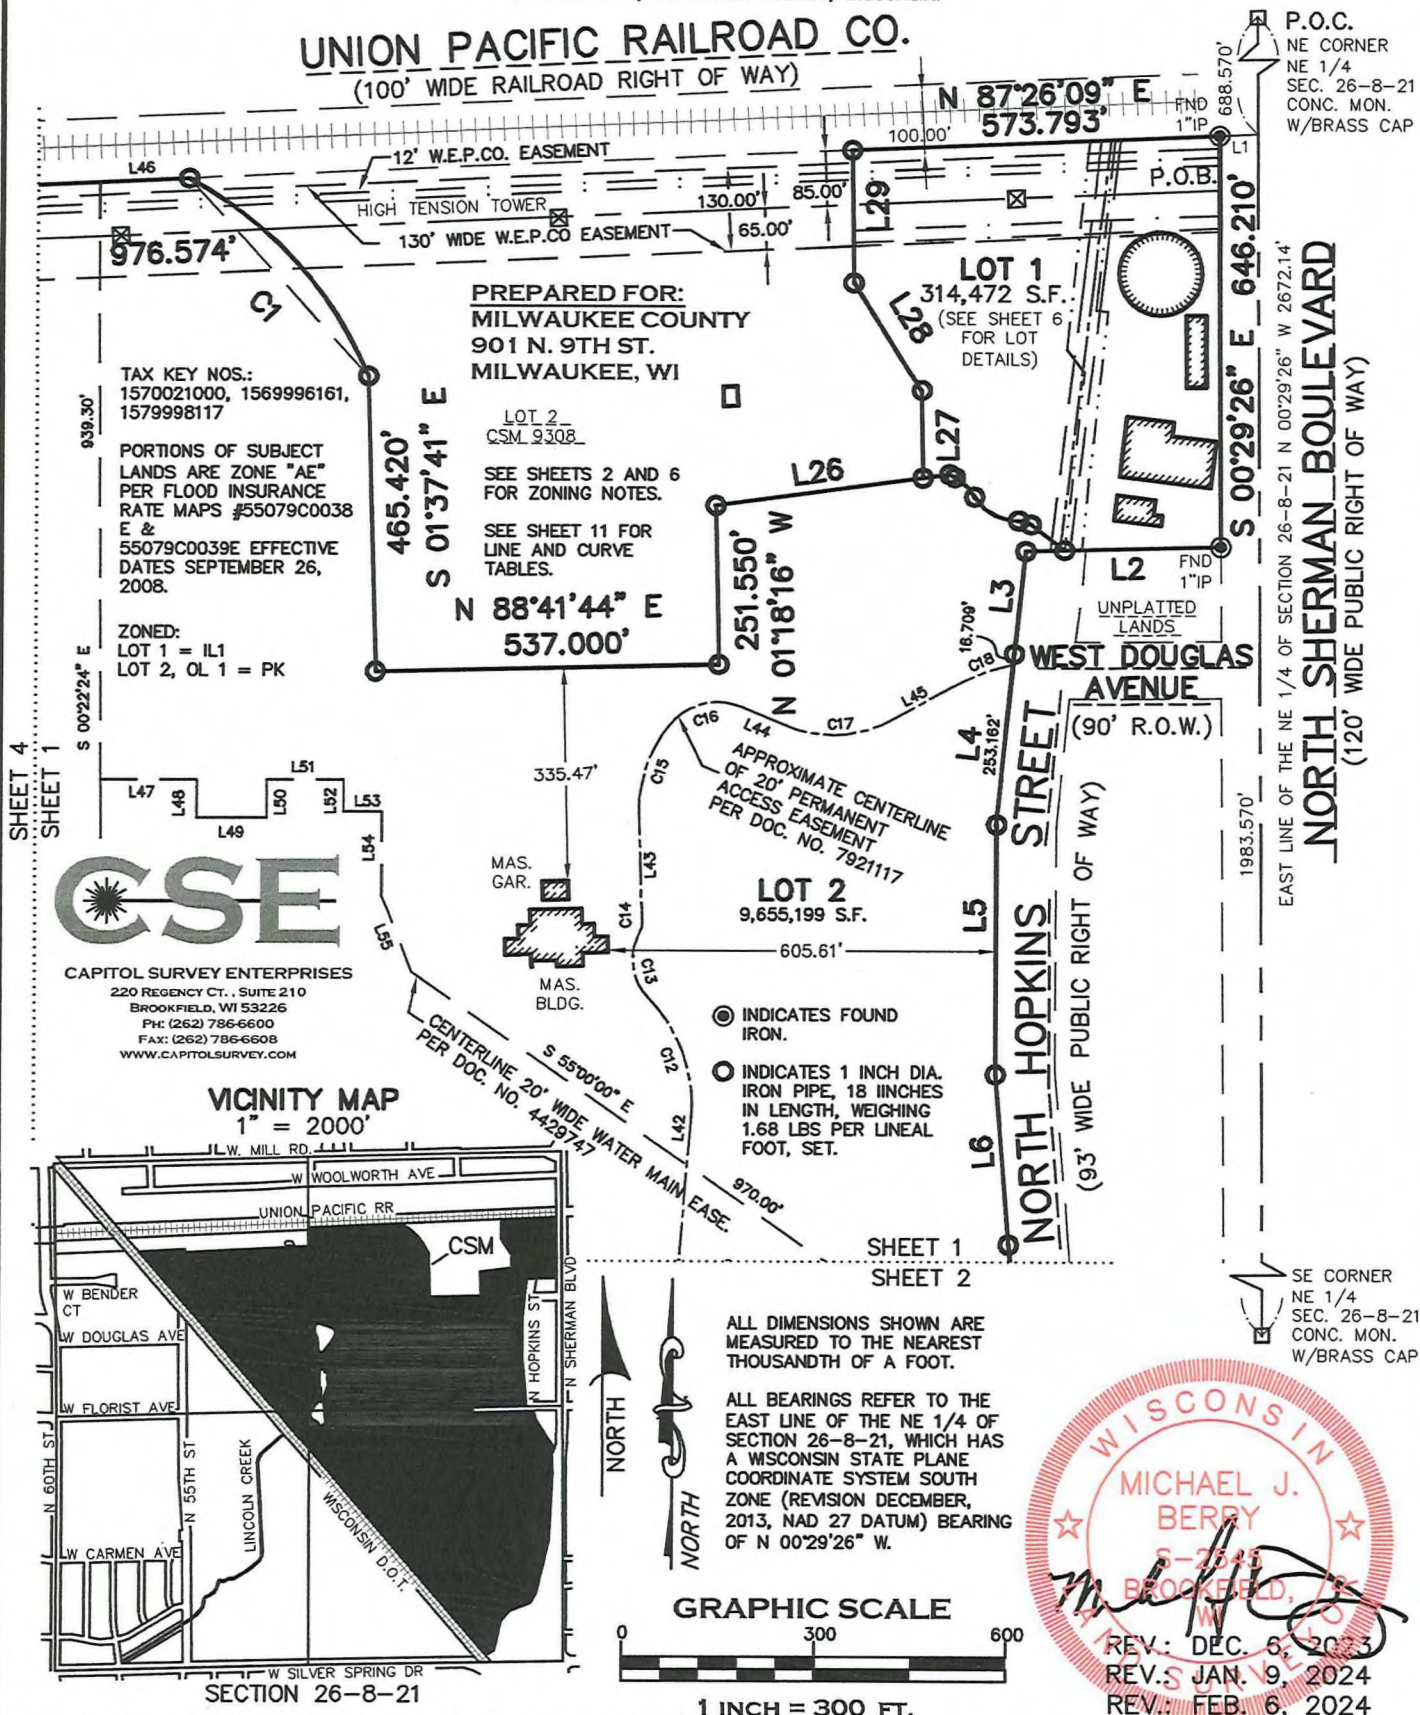 UNION PACIFIC RAILROAD CO.
(100' WIDE RAILROAD RIGHT OF WAY)
P.O.C.
NE CORNER
NE 1/4
SEC. 26-8-21
CONC. MON.
W/BRASS CAP
688.570'
N 87°26'09" E
573.793'
FND
1"IP
L1
100.00'
L46
12' W.E.P.CO. EASEMENT
HIGH TENSION TOWER
130' WIDE W.E.P.CO EASEMENT
130.00'
85.00'
65.00'
L29
P.O.B.
976.574'
C1
LOT 1
314,472 S.F.
(SEE SHEET 6
FOR LOT
DETAILS)
L28
S 00°29'26" E 646.210'
EAST LINE OF THE NE 1/4 OF SECTION 26-8-21 N 00°29'26" W 2672.14'
NORTH SHERMAN BOULEVARD
(120' WIDE PUBLIC RIGHT OF WAY)
PREPARED FOR:
MILWAUKEE COUNTY
901 N. 9TH ST.
MILWAUKEE, WI
TAX KEY NOS.:
1570021000, 1569996161,
1579998117
939.30'
S 00°22'24" E
PORTIONS OF SUBJECT
LANDS ARE ZONE "AE"
PER FLOOD INSURANCE
RATE MAPS #55079C0038
E &
55079C0039E EFFECTIVE
DATES SEPTEMBER 26,
2008.
ZONED:
LOT 1 = IL1
LOT 2, OL 1 = PK
465.420'
S 01°37'41" E
LOT 2
CSM 9308
SEE SHEETS 2 AND 6
FOR ZONING NOTES.
SEE SHEET 11 FOR
LINE AND CURVE
TABLES.
N 88°41'44" E
537.000'
251.550'
N 01°18'16" W
L26
L27
L2
FND
1"IP
L3
UNPLATTED
LANDS
16.709'
C18
WEST DOUGLAS
AVENUE
(90' R.O.W.)
L45
C17
L44
C16
C15
L4
253.162'
APPROXIMATE CENTERLINE
OF 20' PERMANENT
ACCESS EASEMENT
PER DOC. NO. 7921117
335.47'
SHEET 4
SHEET 1
L47
L48
L49
L50
L51
L52
L53
L54
L55
L43
C14
C13
C12
L42
MAS.
GAR.
MAS.
BLDG.
LOT 2
9,655,199 S.F.
605.61'
L5
L6
NORTH HOPKINS STREET
(93' WIDE PUBLIC RIGHT OF WAY)
1983.570'
CSE
CAPITOL SURVEY ENTERPRISES
220 REGENCY CT., SUITE 210
BROOKFIELD, WI 53226
PH: (262) 786-6600
FAX: (262) 786-6608
WWW.CAPITOLSURVEY.COM
INDICATES FOUND
IRON.
INDICATES 1 INCH DIA.
IRON PIPE, 18 IINCHES
IN LENGTH, WEIGHING
1.68 LBS PER LINEAL
FOOT, SET.
S 55°00'00" E
970.00'
CENTERLINE 20' WIDE WATER MAIN EASE.
PER DOC. NO. 4429747
SHEET 1
SHEET 2
SE CORNER
NE 1/4
SEC. 26-8-21
CONC. MON.
W/BRASS CAP
VICINITY MAP
1" = 2000'
W. MILL RD.
W WOOLWORTH AVE
UNION PACIFIC RR
CSM
W BENDER
CT
W DOUGLAS AVE
W FLORIST AVE
N 60TH ST
N 55TH ST
LINCOLN CREEK
W CARMEN AVE
WISCONSIN D.O.T.
N HOPKINS ST
N SHERMAN BLVD
W SILVER SPRING DR
SECTION 26-8-21
NORTH
NORTH
ALL DIMENSIONS SHOWN ARE
MEASURED TO THE NEAREST
THOUSANDTH OF A FOOT.
ALL BEARINGS REFER TO THE
EAST LINE OF THE NE 1/4 OF
SECTION 26-8-21, WHICH HAS
A WISCONSIN STATE PLANE
COORDINATE SYSTEM SOUTH
ZONE (REVISION DECEMBER,
2013, NAD 27 DATUM) BEARING
OF N 00°29'26" W.
GRAPHIC SCALE
0 300 600
1 INCH = 300 FT.
WISCONSIN
MICHAEL J.
BERRY
S-2545
BROOKFIELD,
WI
LAND SURVEYOR
REV.: DEC. 6, 2023
REV.: JAN. 9, 2024
REV.: FEB. 6, 2024